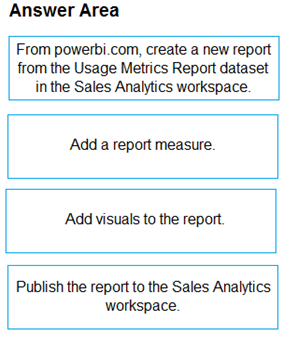 Answer Area
From powerbi.com, create a new report
from the Usage Metrics Report dataset
in the Sales Analytics workspace.
Add a report measure.
Add visuals to the report.
Publish the report to the Sales Analytics
workspace.